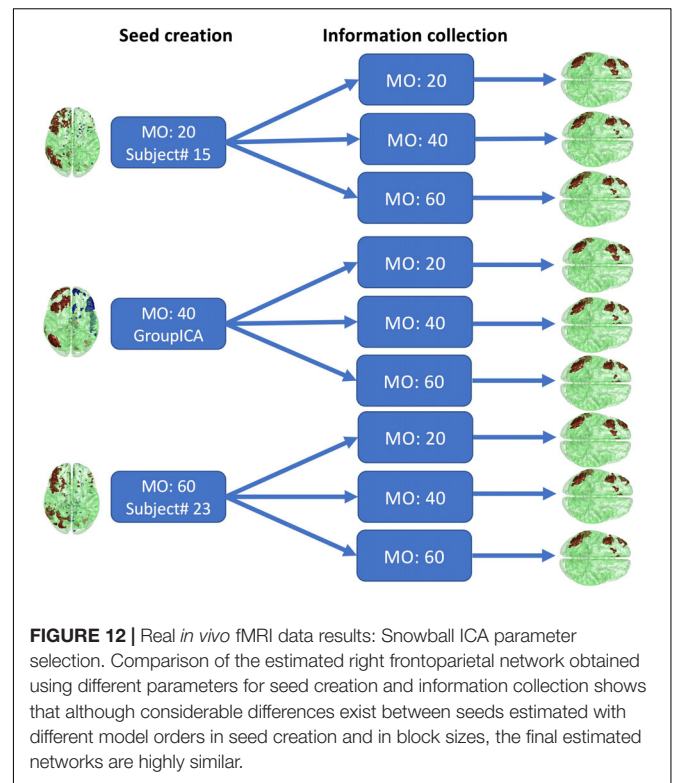 Seed creation
Information collection
MO: 20
Subject# 15
MO: 20
MO: 40
MO: 60
MO: 40
GroupICA
MO: 20
MO: 40
MO: 60
MO: 60
Subject# 23
MO: 20
MO: 40
MO: 60
FIGURE 12 | Real in vivo fMRI data results: Snowball ICA parameter
selection. Comparison of the estimated right frontoparietal network obtained
using different parameters for seed creation and information collection shows
that although considerable differences exist between seeds estimated with
different model orders in seed creation and in block sizes, the final estimated
networks are highly similar.